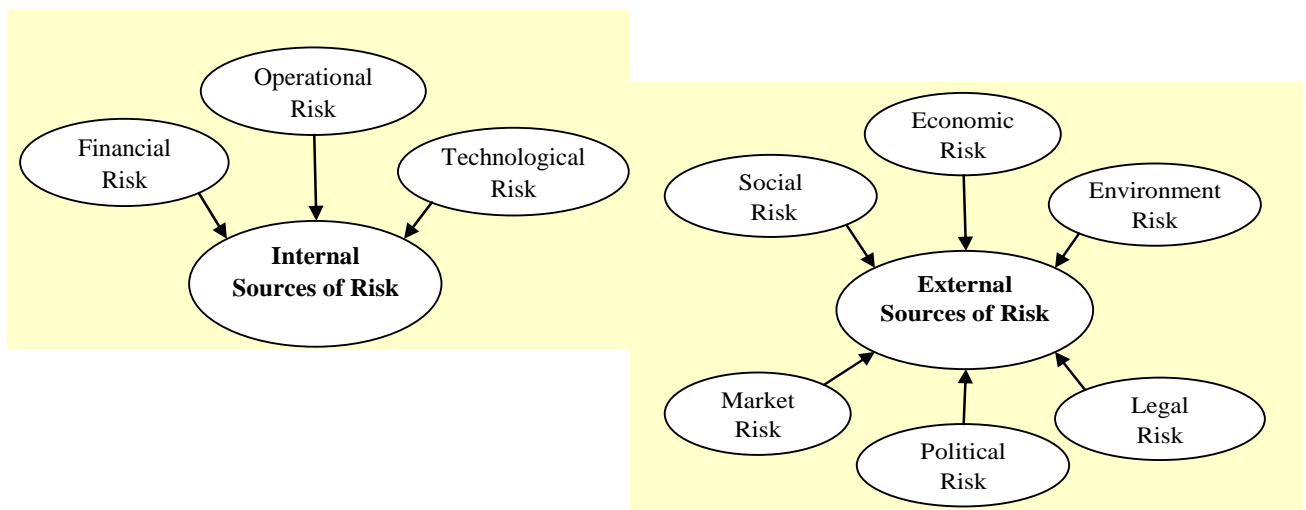 Operational
Risk
Financial
Risk
Technological
Risk
Internal
Sources of Risk
Economic
Risk
Social
Risk
Environment
Risk
External
Sources of Risk
Market
Risk
Political
Risk
Legal
Risk